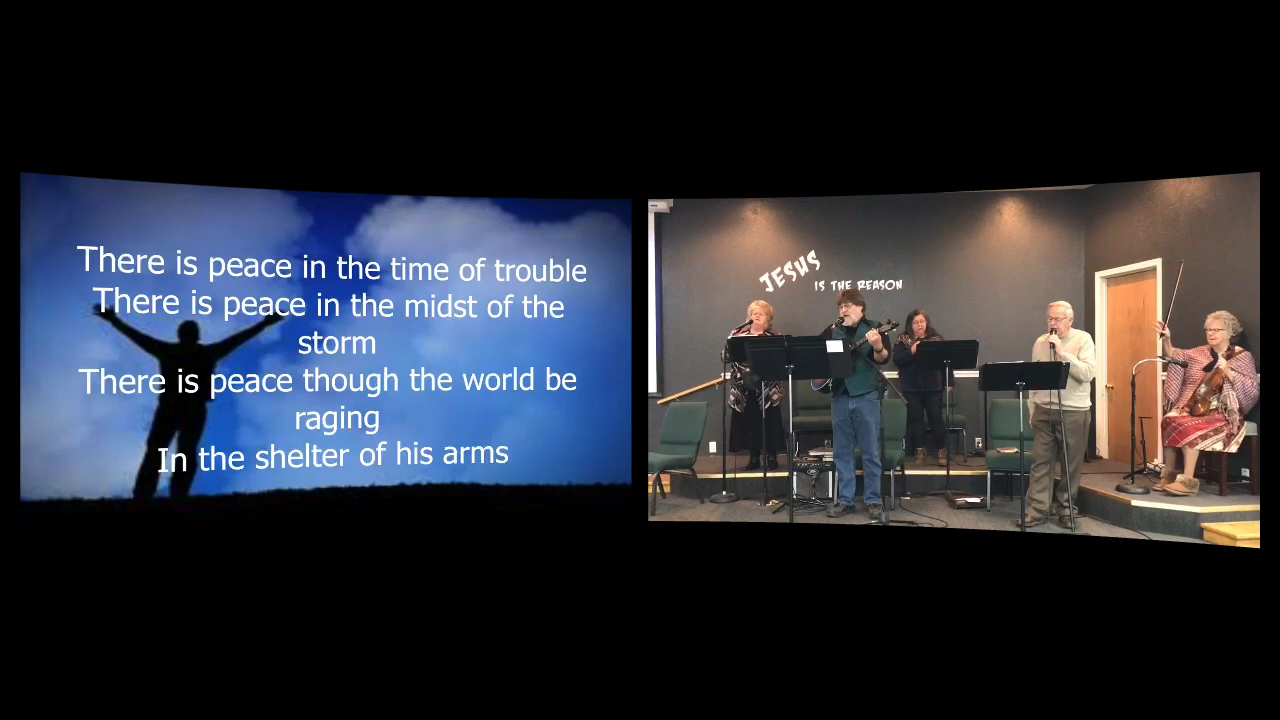 There is peace in the time of trouble
There is peace in the midst of the
storm
There is peace though the world be
raging
In the shelter of his arms
JESUS
IS THE REASON